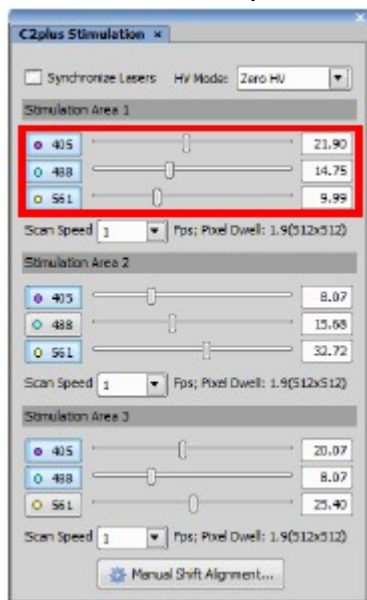 C2plus Stimulation ×
Synchronize Lasers HV Mode: Zero HV
Stimulation Area 1
405 21.90
488 14.75
561 9.99
Scan Speed 1 Fps; Pixel Dwell: 1.9(512x512)
Stimulation Area 2
405 8.07
488 15.68
561 32.72
Scan Speed 1 Fps; Pixel Dwell: 1.9(512x512)
Stimulation Area 3
405 20.07
488 8.07
561 25.40
Scan Speed 1 Fps; Pixel Dwell: 1.9(512x512)
Manual Shift Alignment...